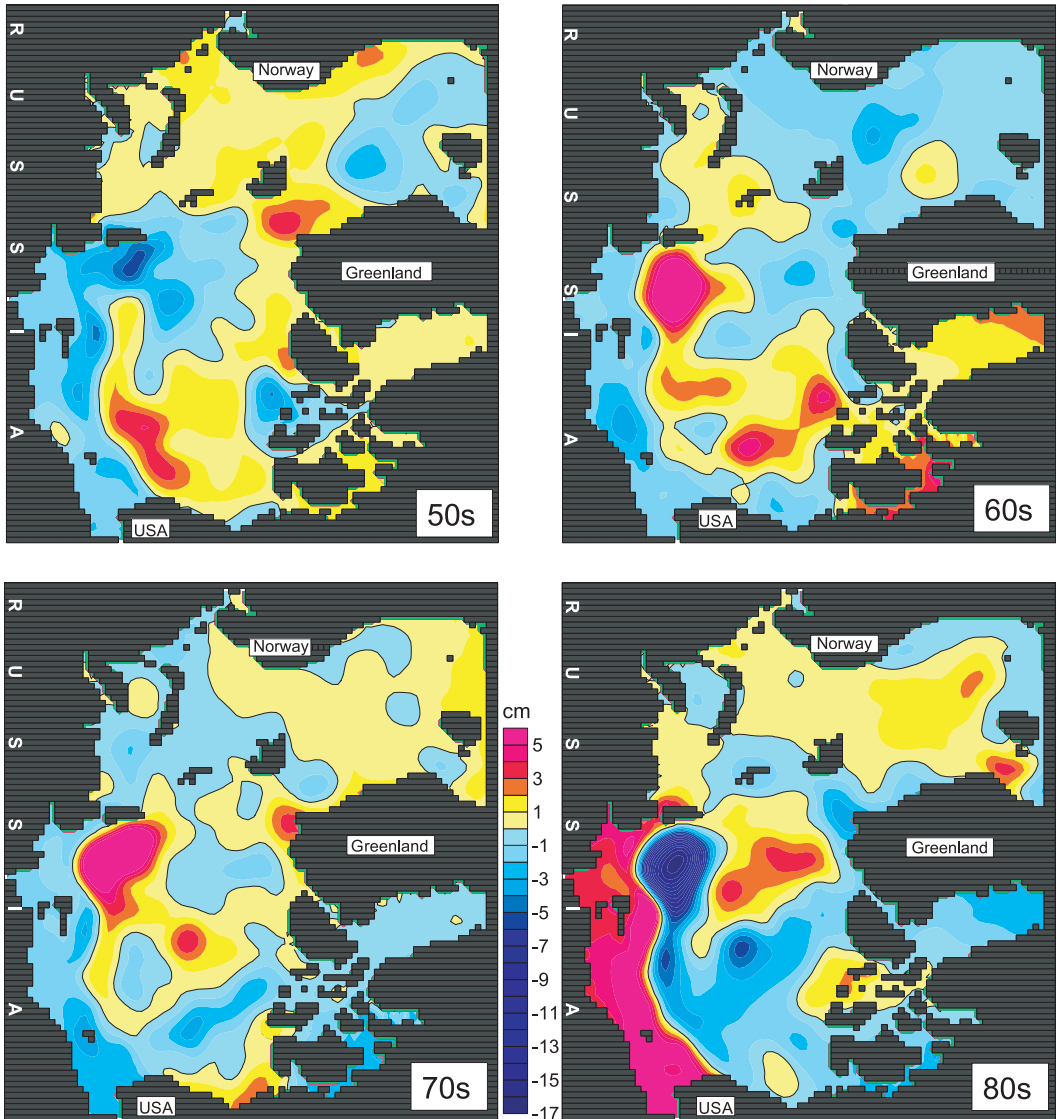 R
U
S
S
I
A
Norway
Greenland
USA
50s
R
U
S
S
I
A
Norway
Greenland
USA
60s
R
U
S
S
I
A
Norway
Greenland
USA
70s
cm
5
3
1
-1
-3
-5
-7
-9
-11
-13
-15
-17
R
U
S
S
I
A
Norway
Greenland
USA
80s